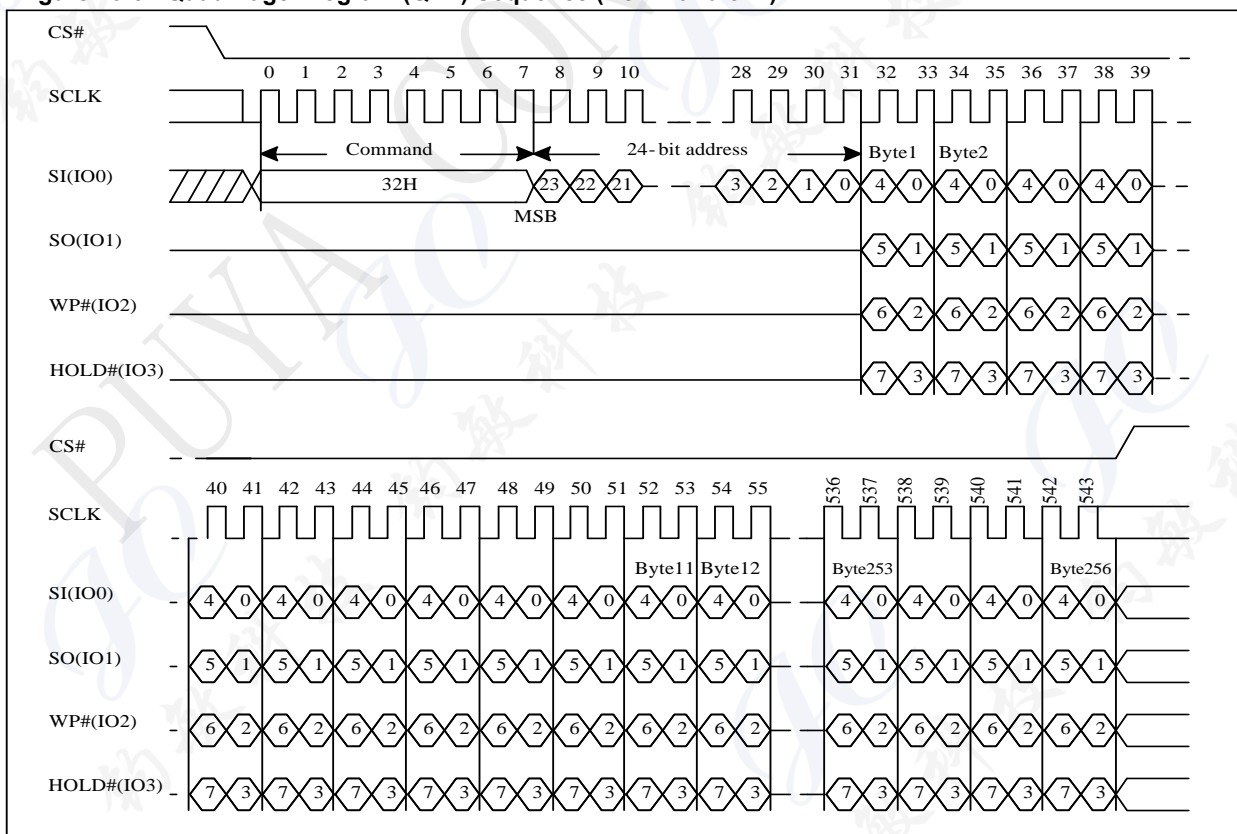 CS#
0 1 2 3 4 5 6 7 8 9 10 28 29 30 31 32 33 34 35 36 37 38 39
SCLK
Command 24-bit address Byte1 Byte2
SI(IO0) 32H 23 22 21 3 2 1 0 4 0 4 0 4 0 4 0
MSB
SO(IO1) 5 1 5 1 5 1 5 1
WP#(IO2) 6 2 6 2 6 2 6 2
HOLD#(IO3) 7 3 7 3 7 3 7 3
CS#
40 41 42 43 44 45 46 47 48 49 50 51 52 53 54 55 536 537 538 539 540 541 542 543
SCLK
Byte11 Byte12 Byte253 Byte256
SI(IO0) 4 0 4 0 4 0 4 0 4 0 4 0 4 0 4 0 4 0 4 0 4 0 4 0
SO(IO1) 5 1 5 1 5 1 5 1 5 1 5 1 5 1 5 1 5 1 5 1 5 1 5 1
WP#(IO2) 6 2 6 2 6 2 6 2 6 2 6 2 6 2 6 2 6 2 6 2 6 2 6 2
HOLD#(IO3) 7 3 7 3 7 3 7 3 7 3 7 3 7 3 7 3 7 3 7 3 7 3 7 3
PUYA